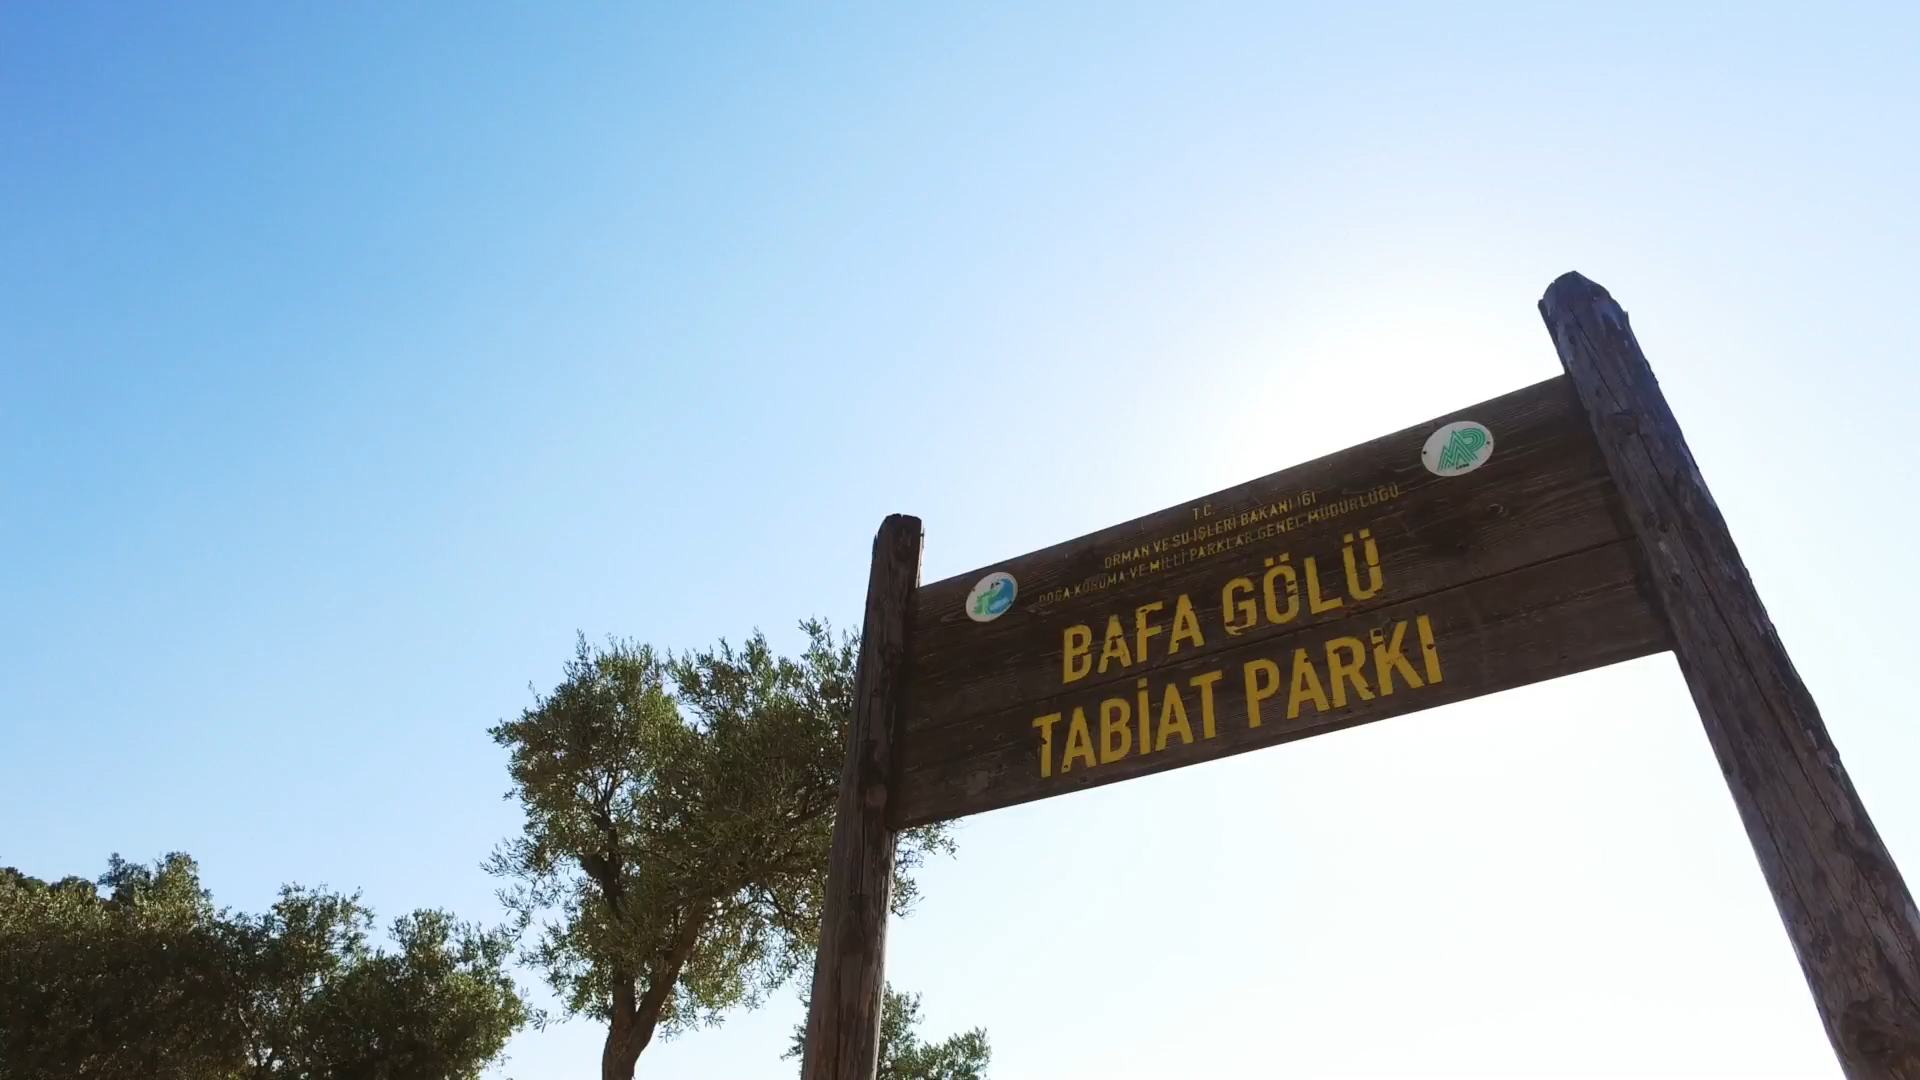 T.C.
ORMAN VE SU İŞLERİ BAKANLIĞI
DOĞA KORUMA VE MİLLİ PARKLAR GENEL MÜDÜRLÜĞÜ
BAFA GÖLÜ
TABİAT PARKI